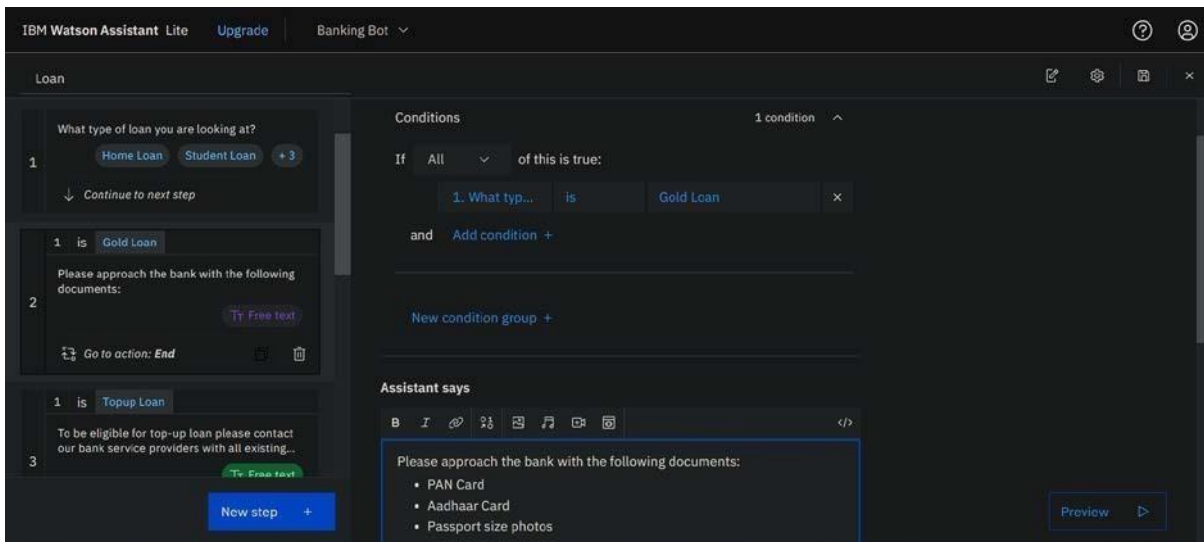 IBM Watson Assistant Lite Upgrade Banking Bot
Loan
1
What type of loan you are looking at?
Home Loan Student Loan + 3
Continue to next step
2
1 is Gold Loan
Please approach the bank with the following
documents:
Free text
Go to action: End
3
1 is Topup Loan
To be eligible for top-up loan please contact
our bank service providers with all existing...
Free text
New step +
Conditions 1 condition
If All of this is true:
1. What typ... is Gold Loan ×
and Add condition +
New condition group +
Assistant says
B I </>
Please approach the bank with the following documents:
• PAN Card
• Aadhaar Card
• Passport size photos
Preview